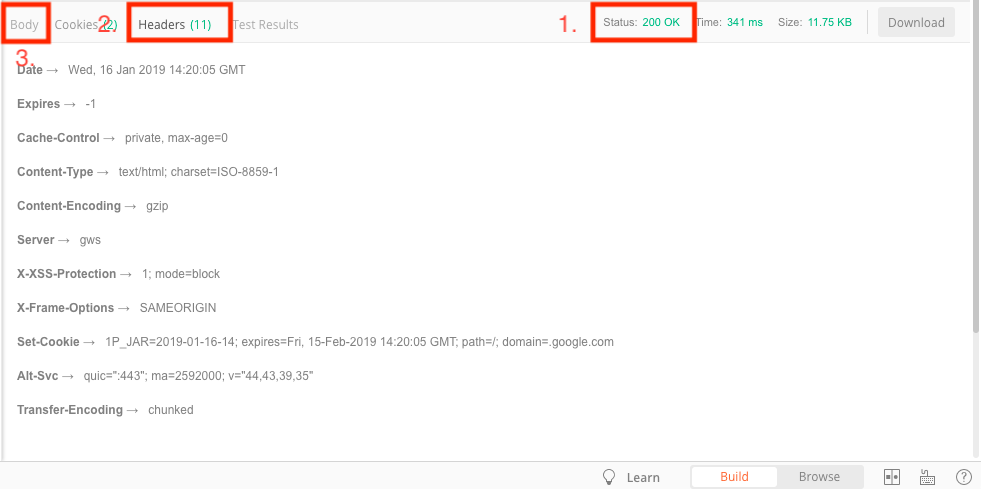 Body Cookies (2) 2. Headers (11) Test Results 1. Status: 200 OK Time: 341 ms Size: 11.75 KB Download
3.
Date → Wed, 16 Jan 2019 14:20:05 GMT
Expires → -1
Cache-Control → private, max-age=0
Content-Type → text/html; charset=ISO-8859-1
Content-Encoding → gzip
Server → gws
X-XSS-Protection → 1; mode=block
X-Frame-Options → SAMEORIGIN
Set-Cookie → 1P_JAR=2019-01-16-14; expires=Fri, 15-Feb-2019 14:20:05 GMT; path=/; domain=.google.com
Alt-Svc → quic=":443"; ma=2592000; v="44,43,39,35"
Transfer-Encoding → chunked
Learn Build Browse